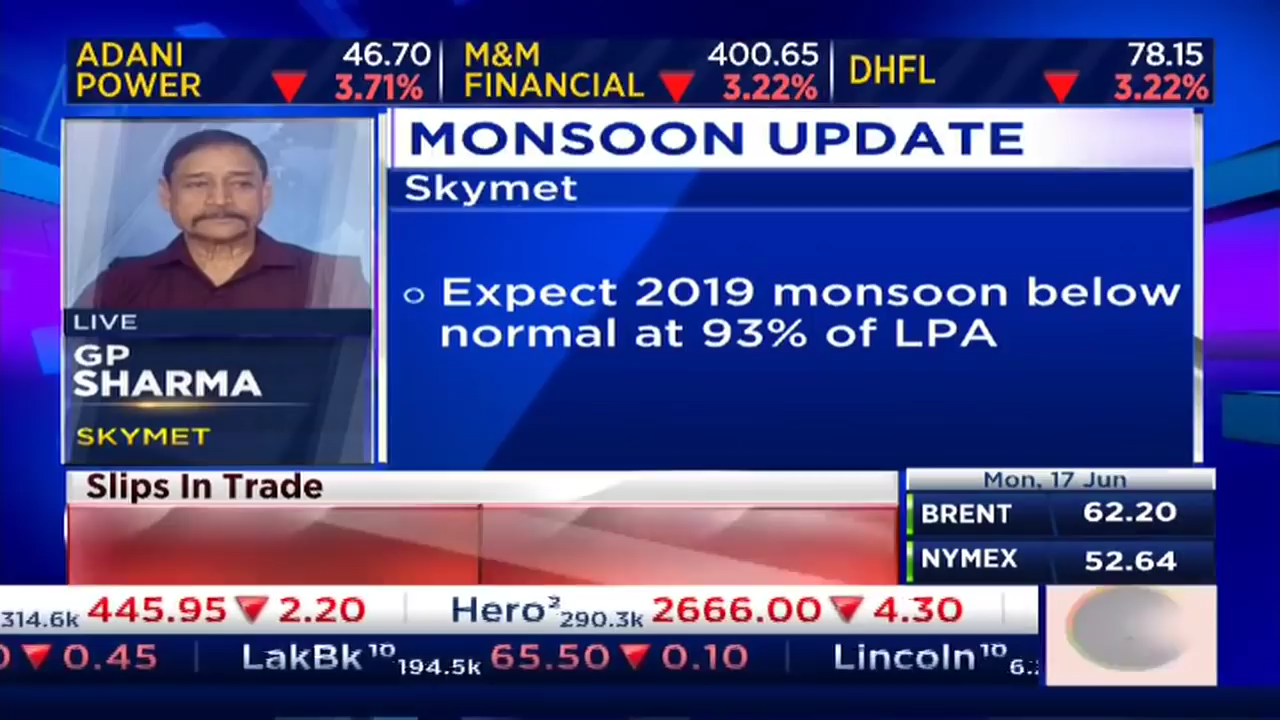 ADANI POWER 46.70 3.71%
M&M FINANCIAL 400.65 3.22%
DHFL 78.15 3.22%
MONSOON UPDATE
Skymet
Expect 2019 monsoon below
normal at 93% of LPA
LIVE
GP
SHARMA
SKYMET
Slips In Trade
Mon, 17 Jun
BRENT 62.20
NYMEX 52.64
314.6k 445.95 2.20 Hero² 290.3k 2666.00 4.30
0.45 LakBk¹⁰ 194.5k 65.50 0.10 Lincoln¹⁰